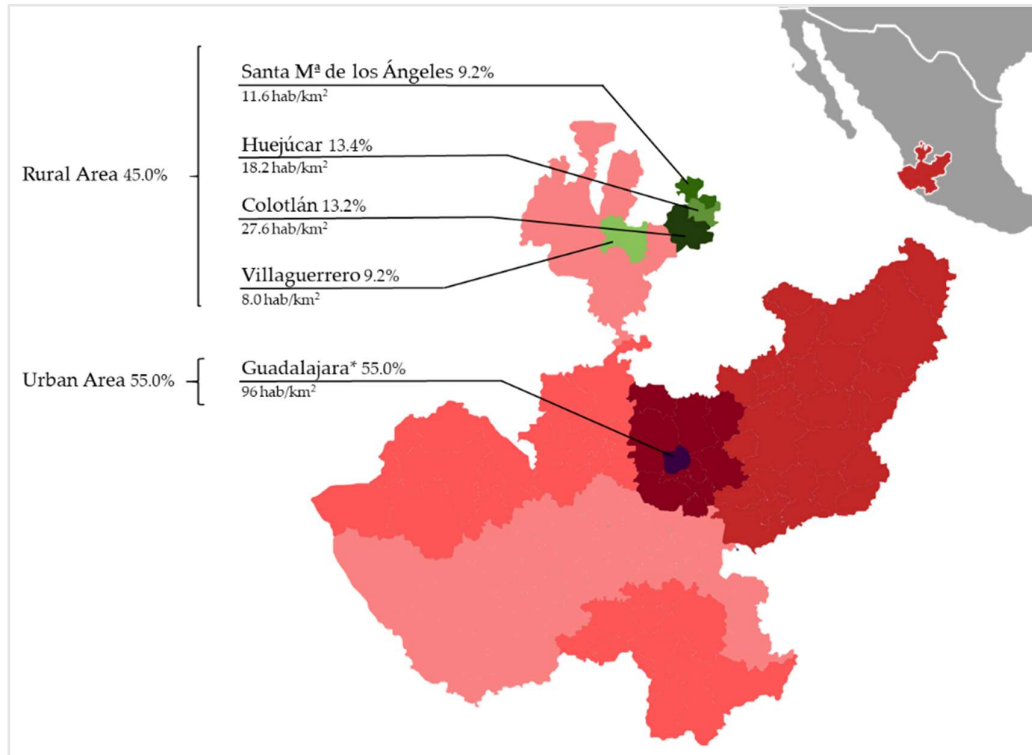 Santa Mª de los Ángeles 9.2%
11.6 hab/km²
Huejúcar 13.4%
18.2 hab/km²
Rural Area 45.0%
Colotlán 13.2%
27.6 hab/km²
Villaguerrero 9.2%
8.0 hab/km²
Urban Area 55.0%
Guadalajara* 55.0%
96 hab/km²